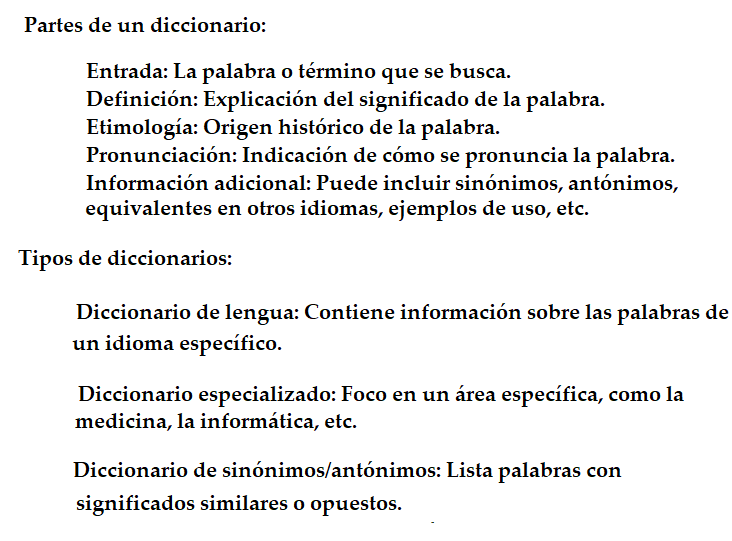 Partes de un diccionario:
Entrada: La palabra o término que se busca.
Definición: Explicación del significado de la palabra.
Etimología: Origen histórico de la palabra.
Pronunciación: Indicación de cómo se pronuncia la palabra.
Información adicional: Puede incluir sinónimos, antónimos,
equivalentes en otros idiomas, ejemplos de uso, etc.
Tipos de diccionarios:
Diccionario de lengua: Contiene información sobre las palabras de
un idioma específico.
Diccionario especializado: Foco en un área específica, como la
medicina, la informática, etc.
Diccionario de sinónimos/antónimos: Lista palabras con
significados similares o opuestos.